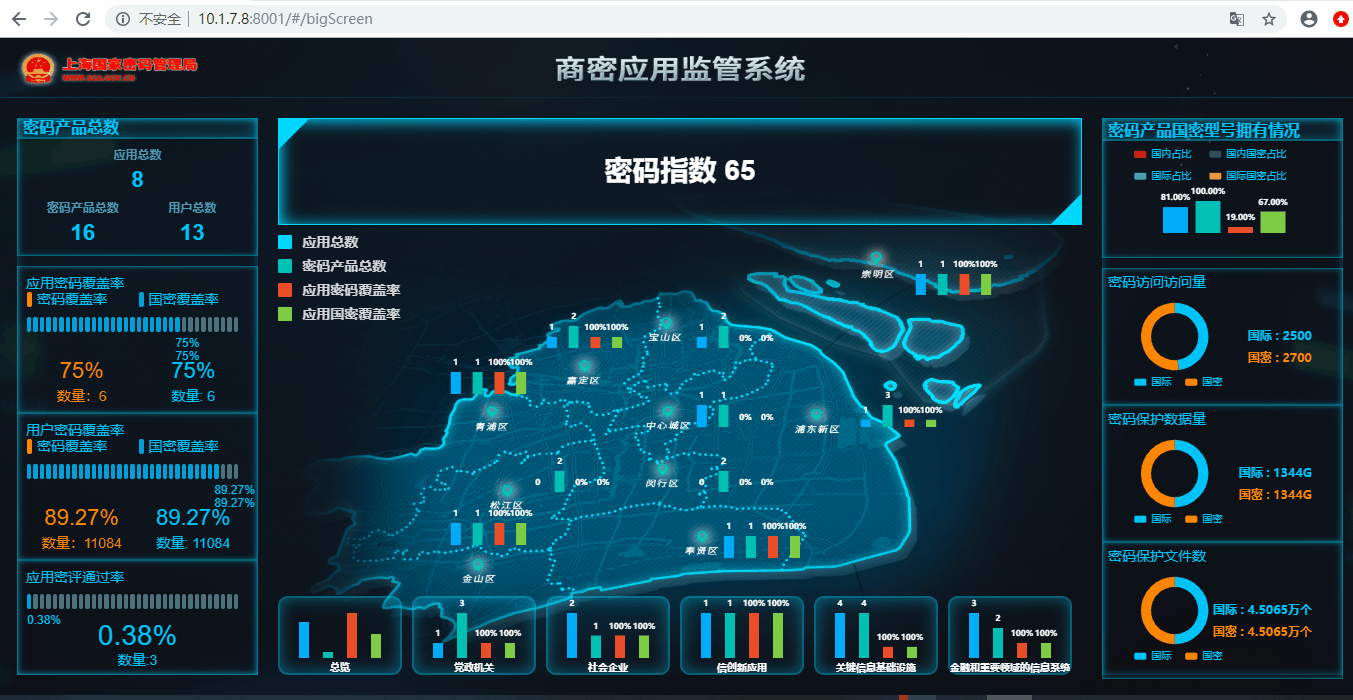 不安全 10.1.7.8:8001/#/bigScreen
上海国家密码管理局
WWW.SCA.GOV.CN
商密应用监管系统
密码产品总数
应用总数
8
密码产品总数 用户总数
16 13
应用密码覆盖率
密码覆盖率 国密覆盖率
75%
75%
75% 75%
数量: 6 数量: 6
用户密码覆盖率
密码覆盖率 国密覆盖率
89.27%
89.27%
89.27% 89.27%
数量: 11084 数量: 11084
应用密评通过率
0.38%
0.38%
数量:3
密码指数 65
应用总数
密码产品总数
应用密码覆盖率
应用国密覆盖率
崇明区
1 1 100% 100%
宝山区
1 2 0% 0%
嘉定区
1 2 100% 100%
青浦区
1 1 100% 100%
中心城区
1 1 0% 0%
浦东新区
1 3 100% 100%
松江区
0 2 0% 0%
闵行区
0 2 0% 0%
金山区
1 1 100% 100%
奉贤区
1 1 100% 100%
总览
1 3 100% 100%
党政机关
2 1 100% 100%
社会企业
1 1 100% 100%
信创新应用
4 4 100% 100%
关键信息基础设施
3 2 100% 100%
金融和主要领域的信息系统
密码产品国密型号拥有情况
国内占比 国内国密占比
国际占比 国际国密占比
81.00% 100.00% 19.00% 67.00%
密码访问访问量
国际 : 2500
国密 : 2700
国际 国密
密码保护数据量
国际 : 1344G
国密 : 1344G
国际 国密
密码保护文件数
国际 : 4.5065万个
国密 : 4.5065万个
国际 国密